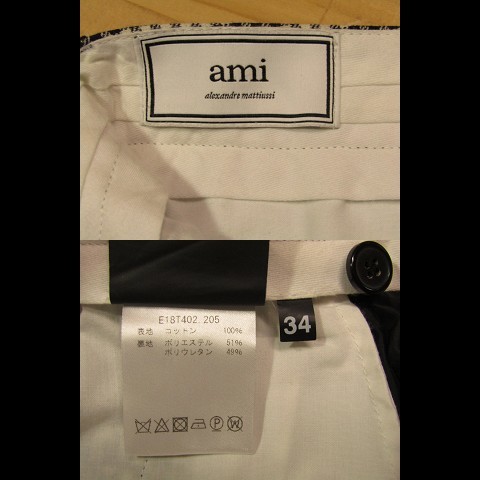 ami
alexandre mattiussi
E18T402 205
表地 コットン 100%
裏地 ポリエステル 51%
ポリウレタン 49%
34